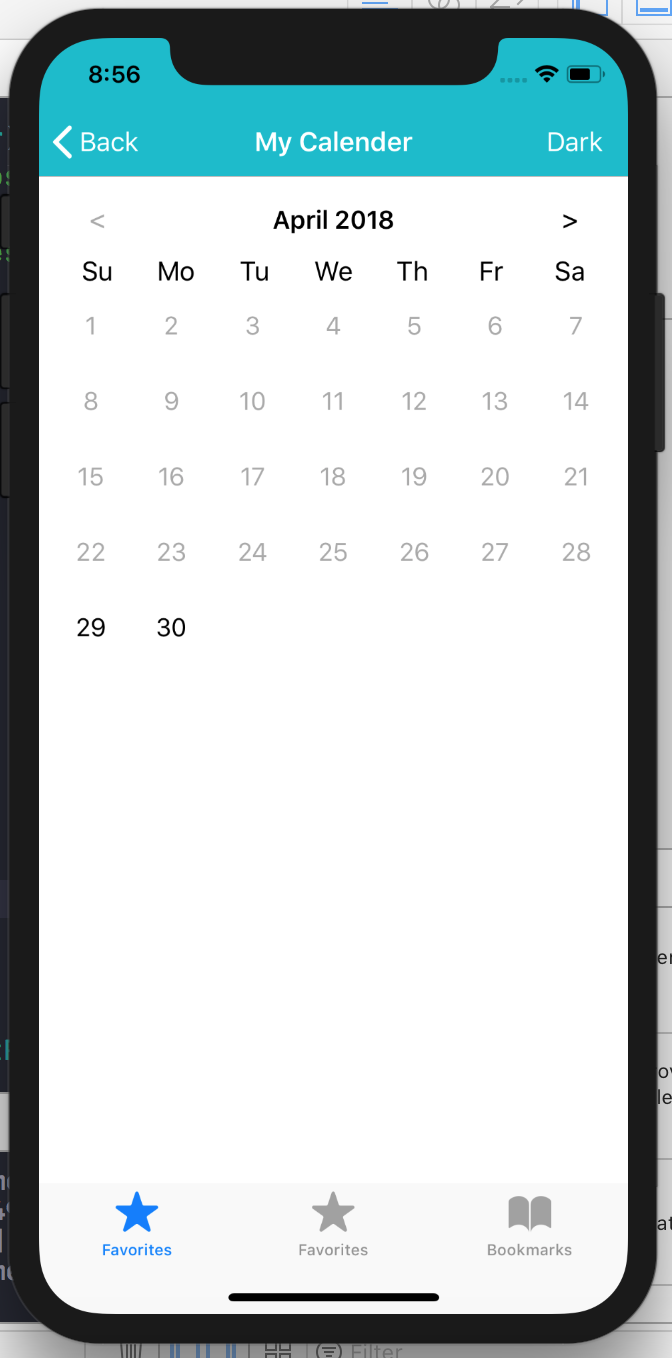 8:56
Back My Calender Dark
< April 2018 >
Su Mo Tu We Th Fr Sa
1 2 3 4 5 6 7
8 9 10 11 12 13 14
15 16 17 18 19 20 21
22 23 24 25 26 27 28
29 30
Favorites Favorites Bookmarks
Filter